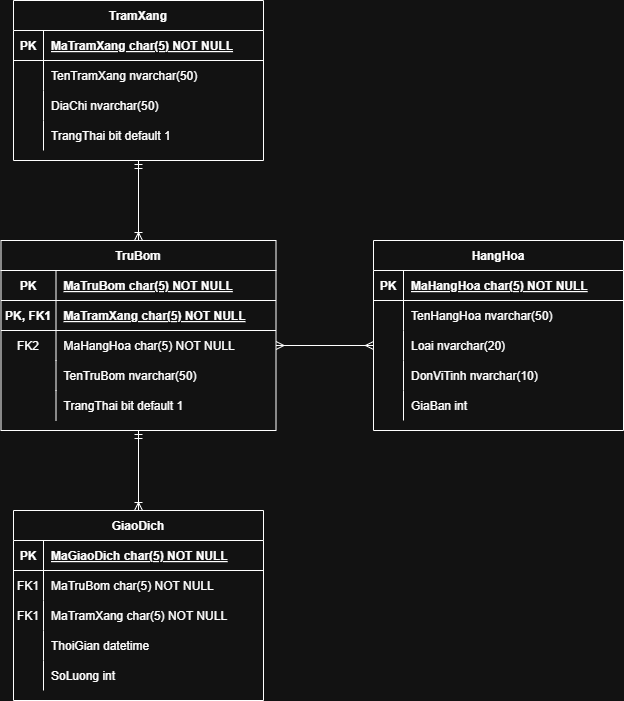 TramXang
PK MaTramXang char(5) NOT NULL
TenTramXang nvarchar(50)
DiaChi nvarchar(50)
TrangThai bit default 1
TruBom
PK MaTruBom char(5) NOT NULL
PK, FK1 MaTramXang char(5) NOT NULL
FK2 MaHangHoa char(5) NOT NULL
TenTruBom nvarchar(50)
TrangThai bit default 1
HangHoa
PK MaHangHoa char(5) NOT NULL
TenHangHoa nvarchar(50)
Loai nvarchar(20)
DonViTinh nvarchar(10)
GiaBan int
GiaoDich
PK MaGiaoDich char(5) NOT NULL
FK1 MaTruBom char(5) NOT NULL
FK1 MaTramXang char(5) NOT NULL
ThoiGian datetime
SoLuong int